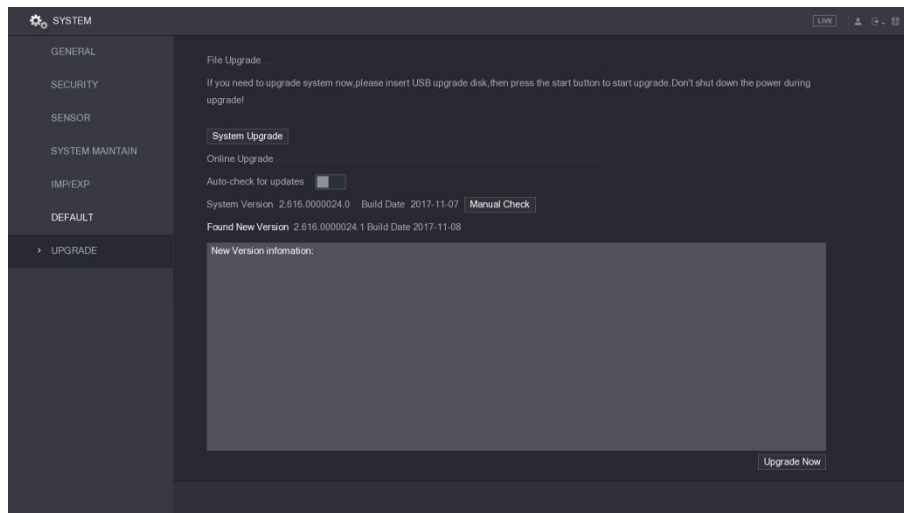 SYSTEM
LIVE
GENERAL
SECURITY
SENSOR
SYSTEM MAINTAIN
IMP/EXP
DEFAULT
> UPGRADE
File Upgrade
If you need to upgrade system now,please insert USB upgrade disk,then press the start button to start upgrade.Don't shut down the power during
upgrade!
System Upgrade
Online Upgrade
Auto-check for updates
System Version 2.616.0000024.0 Build Date 2017-11-07 Manual Check
Found New Version 2.616.0000024.1 Build Date 2017-11-08
New Version infomation:
Upgrade Now